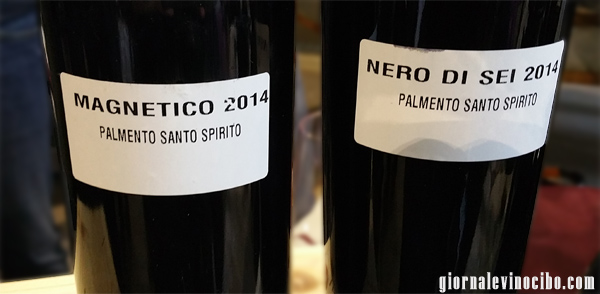 MAGNETICO 2014
PALMENTO SANTO SPIRITO
NERO DI SEI 2014
PALMENTO SANTO SPIRITO
giornalevinocibo.com